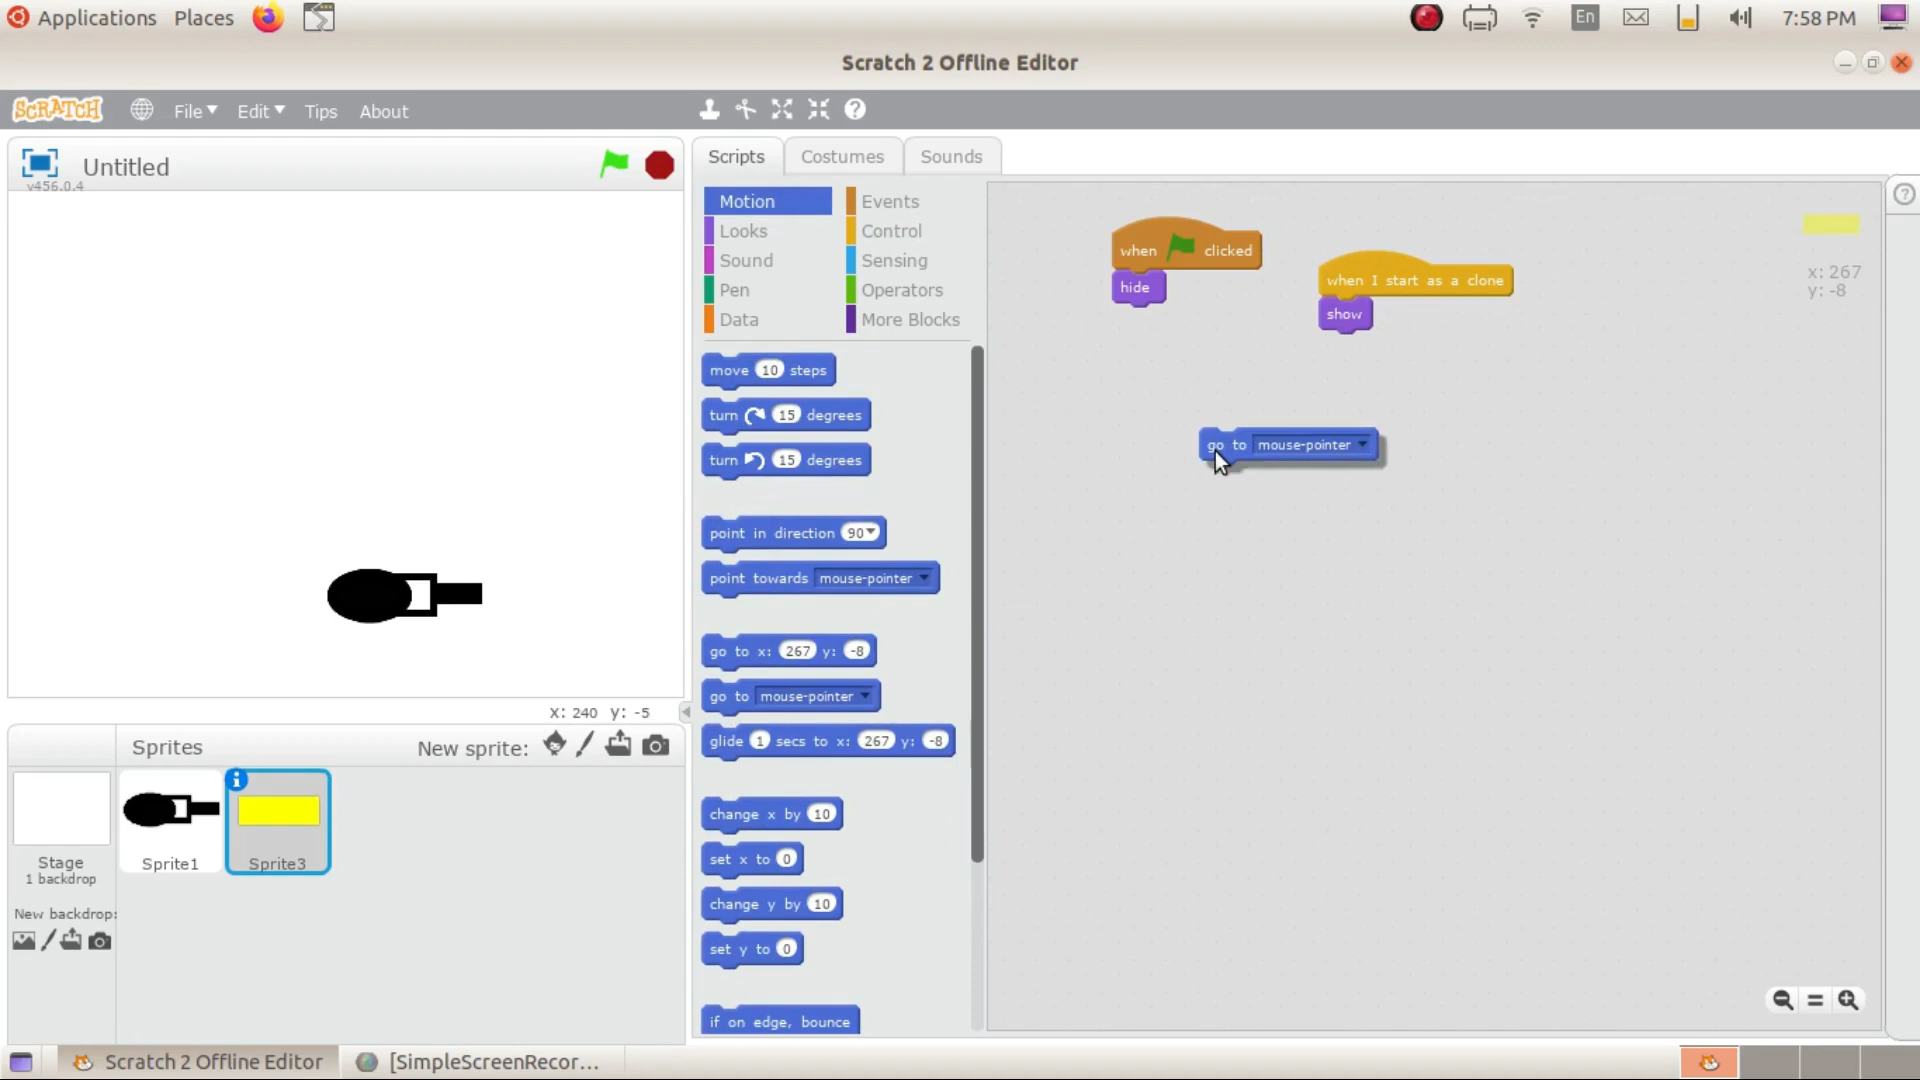 Applications Places En 7:58 PM
Scratch 2 Offline Editor
SCRATCH File Edit Tips About
Untitled
v456.0.4
Scripts Costumes Sounds
Motion Events
Looks Control
Sound Sensing
Pen Operators
Data More Blocks
move 10 steps
turn 15 degrees
turn 15 degrees
point in direction 90
point towards mouse-pointer
go to x: 267 y: -8
go to mouse-pointer
glide 1 secs to x: 267 y: -8
change x by 10
set x to 0
change y by 10
set y to 0
if on edge, bounce
when clicked
hide
when I start as a clone
show
go to mouse-pointer
x: 267
y: -8
x: 240 y: -5
Sprites New sprite:
Sprite1 Sprite3
Stage
1 backdrop
New backdrop:
Scratch 2 Offline Editor [SimpleScreenRecor...